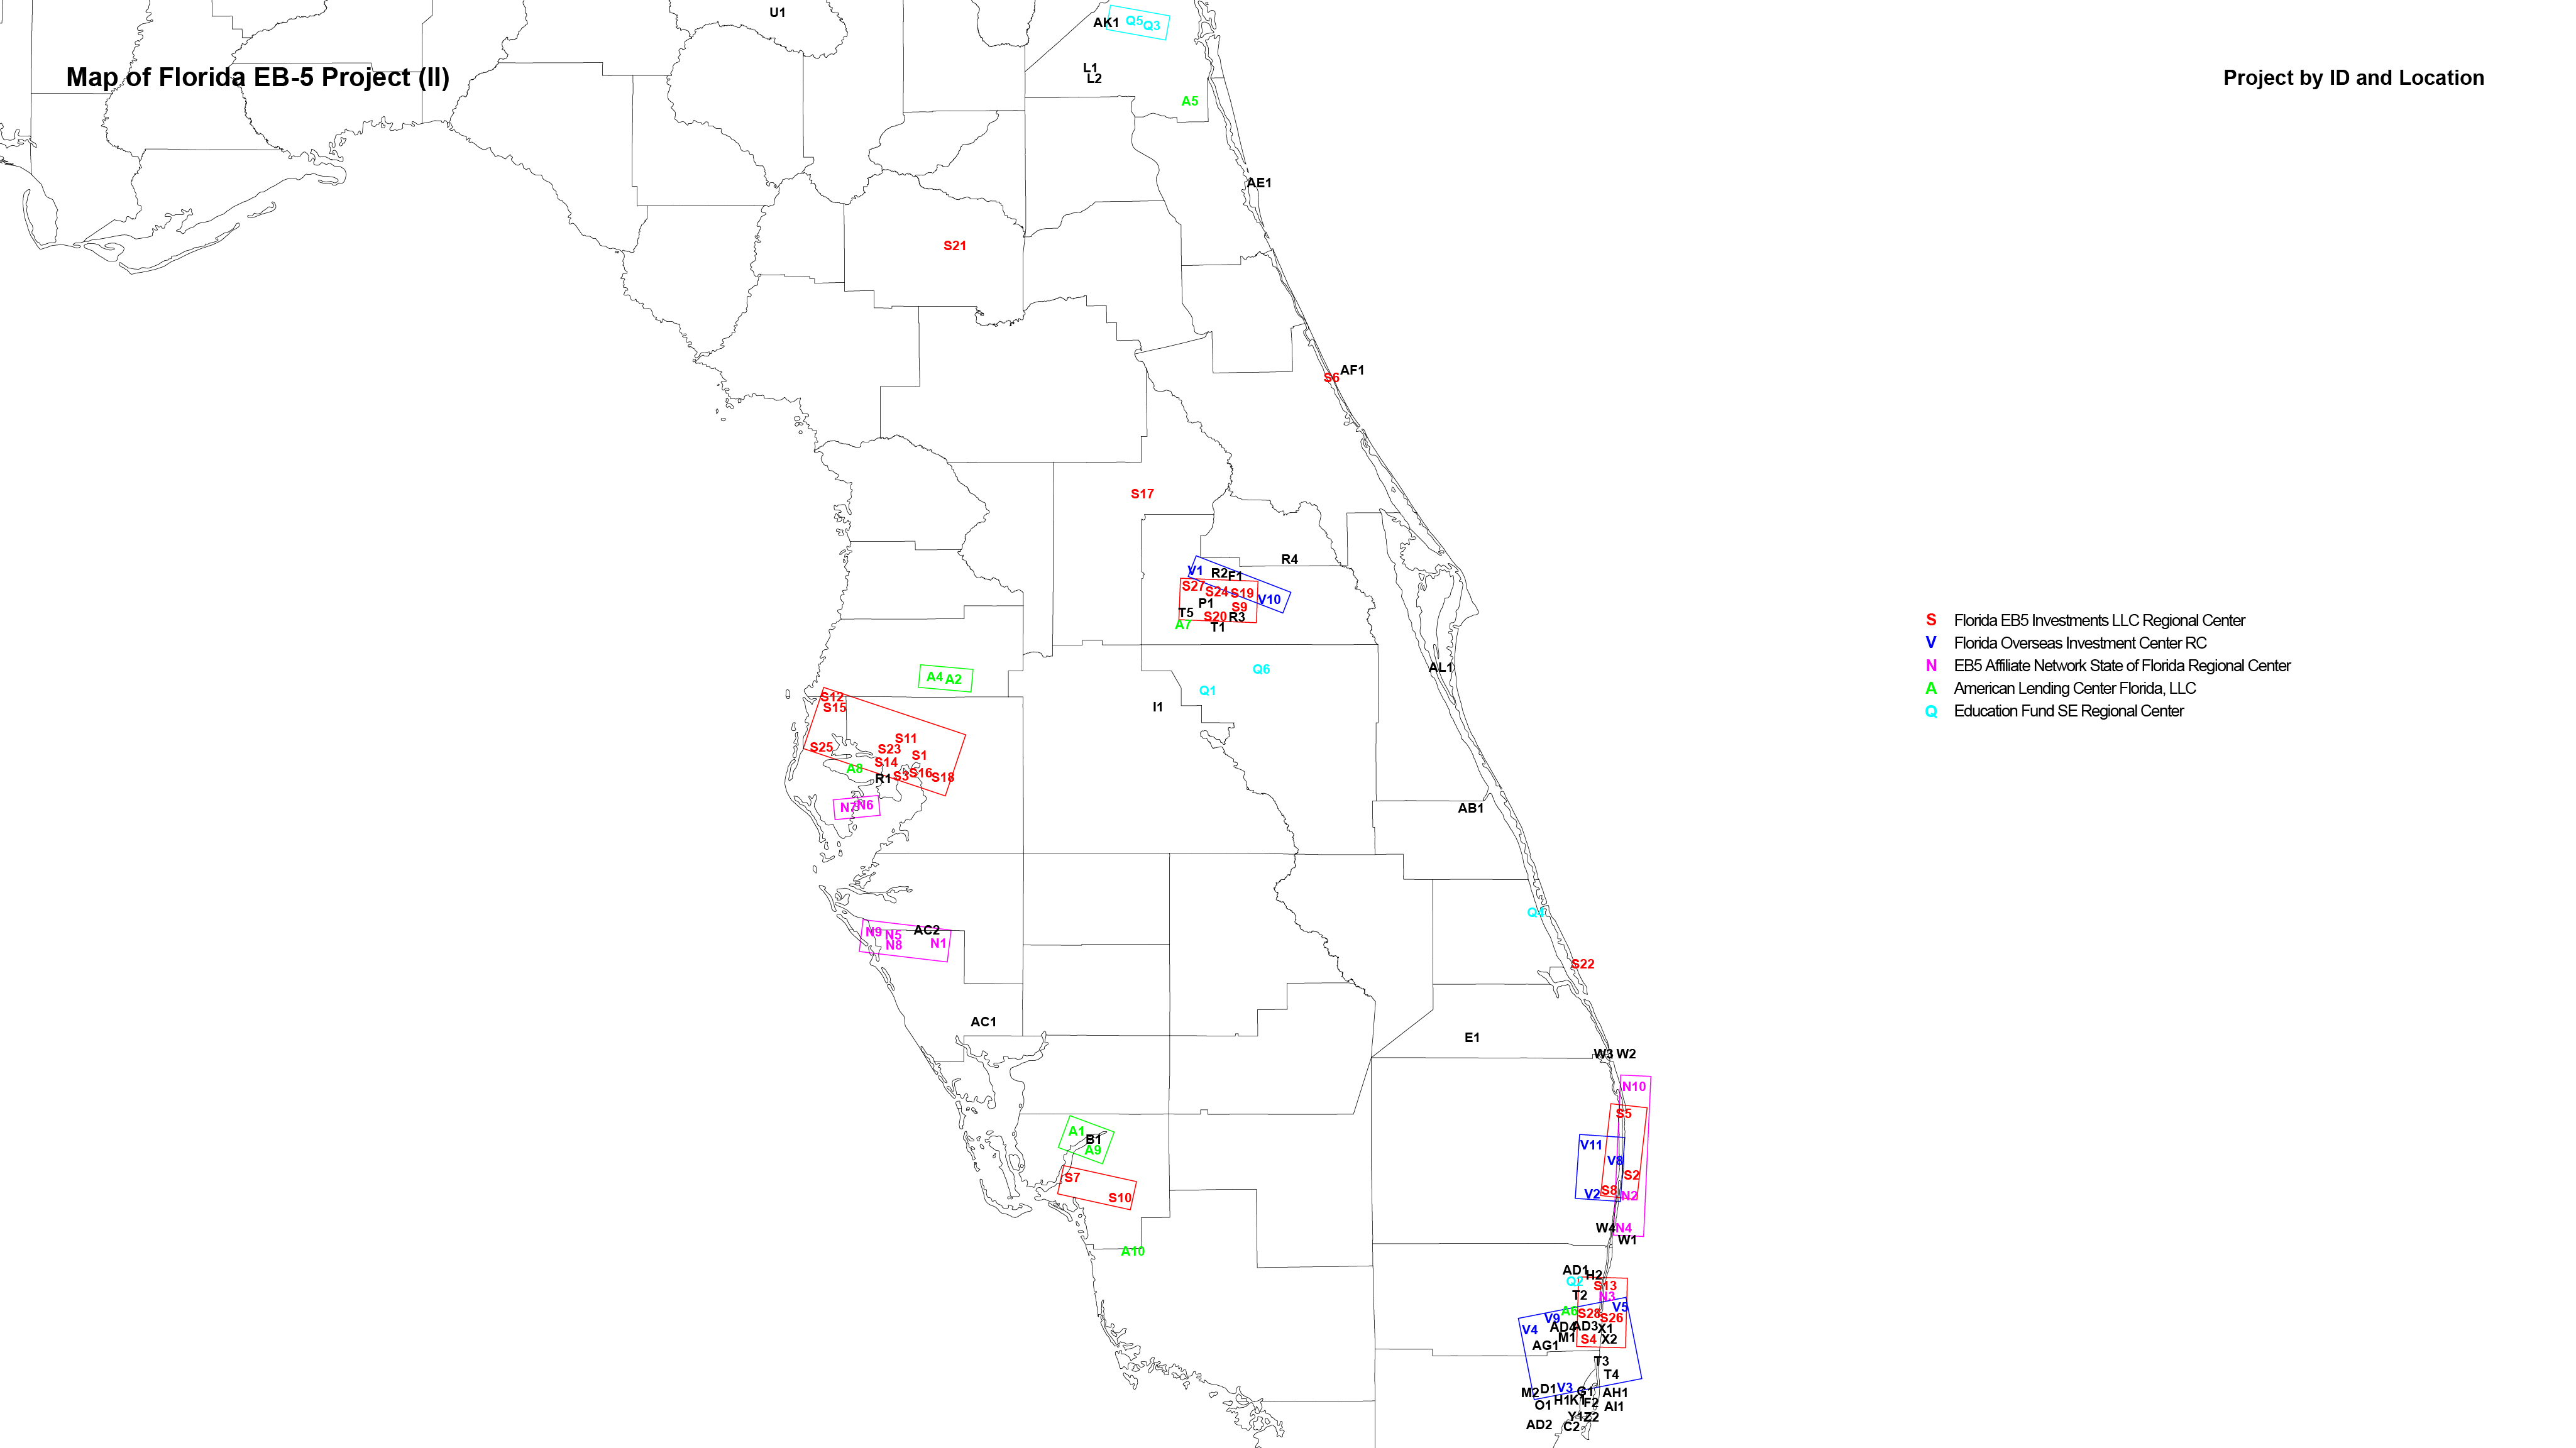 U1
AK1
Q5
Q3
Map of Florida EB-5 Project (II)
L1
L2
Project by ID and Location
A5
AE1
S21
AF1
S6
S17
R4
V1
R2
F1
S27
S24
S19
V10
P1
S9
T5
S20
R3
A7
T1
Q6
A4
A2
AL1
Q1
S12
S15
I1
S Florida EB5 Investments LLC Regional Center
V Florida Overseas Investment Center RC
N EB5 Affiliate Network State of Florida Regional Center
A American Lending Center Florida, LLC
Q Education Fund SE Regional Center
S11
S25
S23
S1
S14
A8
R1
S3
S16
S18
N7
N6
AB1
N9
N5
AC2
N8
N1
S22
AC1
E1
W3
W2
N10
S5
A1
B1
A9
V11
V8
S7
S2
S10
V2
S8
N2
W4
N4
W1
A10
AD1
H2
S13
T2
N3
A6
V5
S28
V9
S26
V4
AD4
AD3
X1
M1
S4
X2
AG1
T3
T4
M2
D1
V3
G1
AH1
H1
K1
F2
O1
AI1
Y1
Z2
AD2
C2